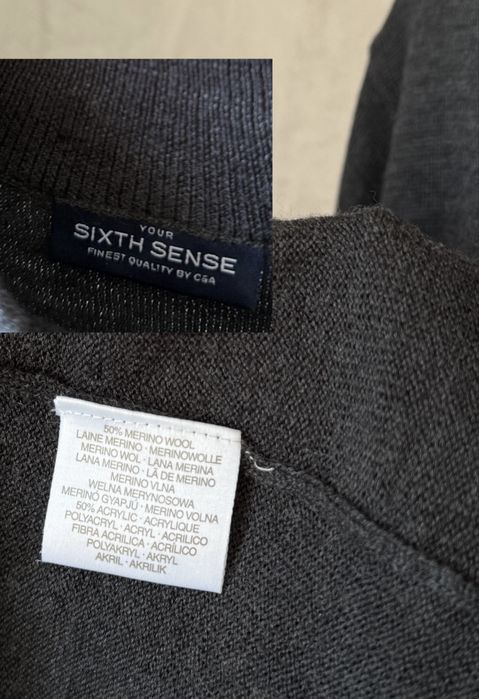 YOUR
SIXTH SENSE
FINEST QUALITY BY C&A
50% MERINO WOOL
LAINE MERINO · MERINOWOLLE
MERINO WOL · LANA MERINA
LANA MERINO · LÃ DE MERINO
MERINO VLNA
WEŁNA MERYNOSOWA
MERINÓ GYAPJÚ · MERINO VOLNA
50% ACRYLIC · ACRYLIQUE
POLYACRYL · ACRYL · ACRILICO
FIBRA ACRILICA · ACRÍLICO
POLYAKRYL · AKRYL
AKRIL · AKRILIK